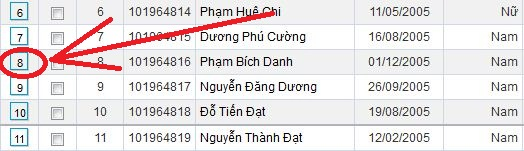 6 6 101964814 Phạm Huê Chi 11/05/2005 Nữ
7 7 101964815 Dương Phú Cường 16/08/2005 Nam
8 8 101964816 Phạm Bích Danh 01/12/2005 Nam
9 9 101964817 Nguyễn Đăng Dương 26/09/2005 Nam
10 10 101964818 Đỗ Tiến Đạt 19/08/2005 Nam
11 11 101964819 Nguyễn Thành Đạt 12/02/2005 Nam